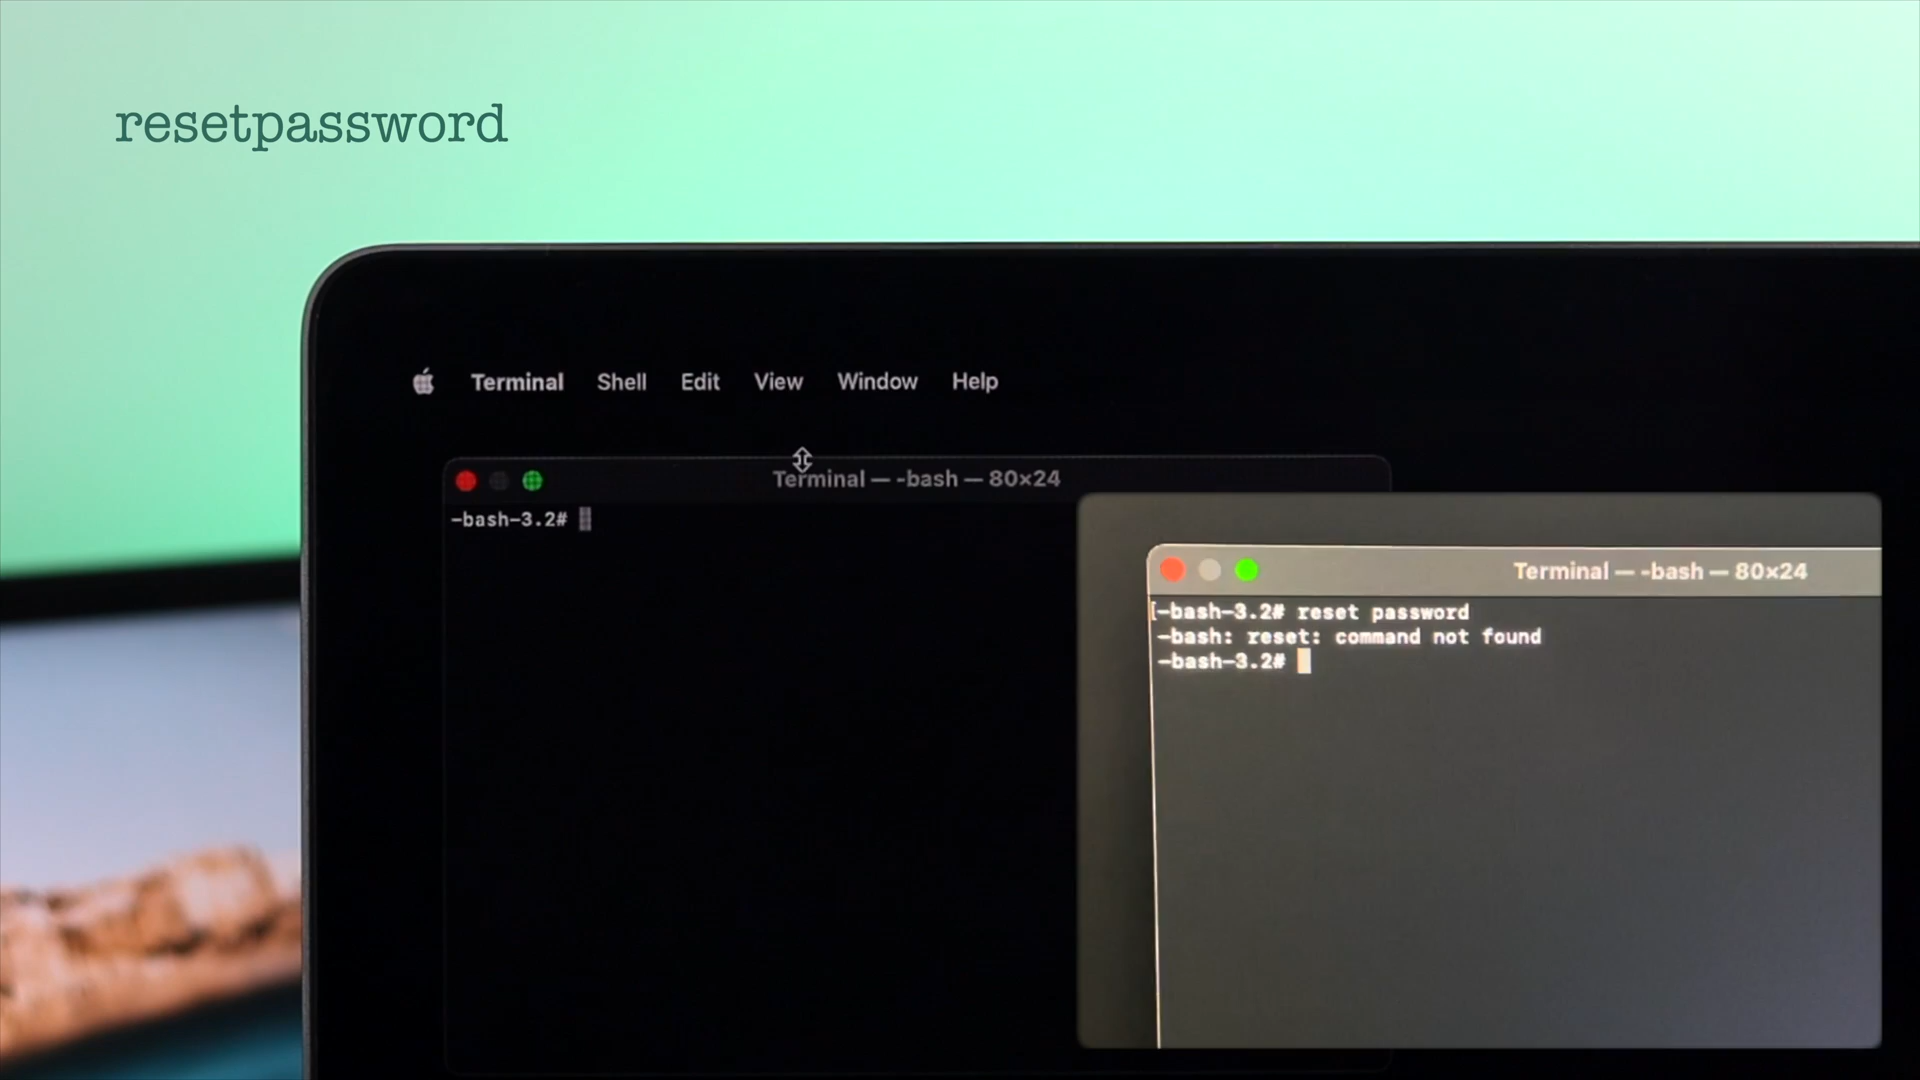 resetpassword
Terminal Shell Edit View Window Help
Terminal — -bash — 80×24
-bash-3.2#
Terminal — -bash — 80×24
[-bash-3.2# reset password
-bash: reset: command not found
-bash-3.2#